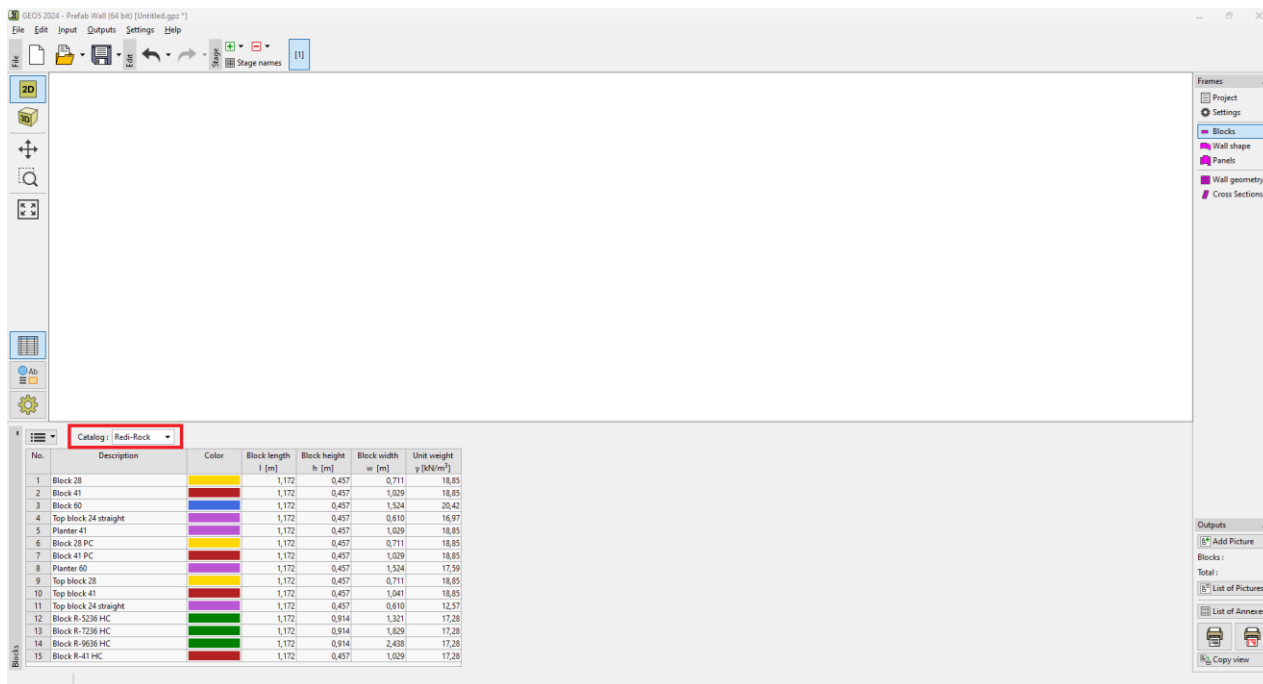 GEO5 2024 - Prefab Wall (64 bit) [Untitled.gpz *]
File Edit Input Outputs Settings Help
File
Edit
Stage
Stage names
[1]
2D
3D
Ab
Frames
Project
Settings
Blocks
Wall shape
Panels
Wall geometry
Cross Sections
Catalog : Redi-Rock
No. Description Color Block length Block height Block width Unit weight
l [m] h [m] w [m] γ [kN/m³]
1 Block 28 1,172 0,457 0,711 18,85
2 Block 41 1,172 0,457 1,029 18,85
3 Block 60 1,172 0,457 1,524 20,42
4 Top block 24 straight 1,172 0,457 0,610 16,97
5 Planter 41 1,172 0,457 1,029 18,85
6 Block 28 PC 1,172 0,457 0,711 18,85
7 Block 41 PC 1,172 0,457 1,029 18,85
8 Planter 60 1,172 0,457 1,524 17,59
9 Top block 28 1,172 0,457 0,711 18,85
10 Top block 41 1,172 0,457 1,041 18,85
11 Top block 24 straight 1,172 0,457 0,610 12,57
12 Block R-5236 HC 1,172 0,914 1,321 17,28
13 Block R-7236 HC 1,172 0,914 1,829 17,28
14 Block R-9636 HC 1,172 0,914 2,438 17,28
15 Block R-41 HC 1,172 0,457 1,029 17,28
Blocks
Outputs
Add Picture
Blocks :
Total :
List of Pictures
List of Annexe
Copy view